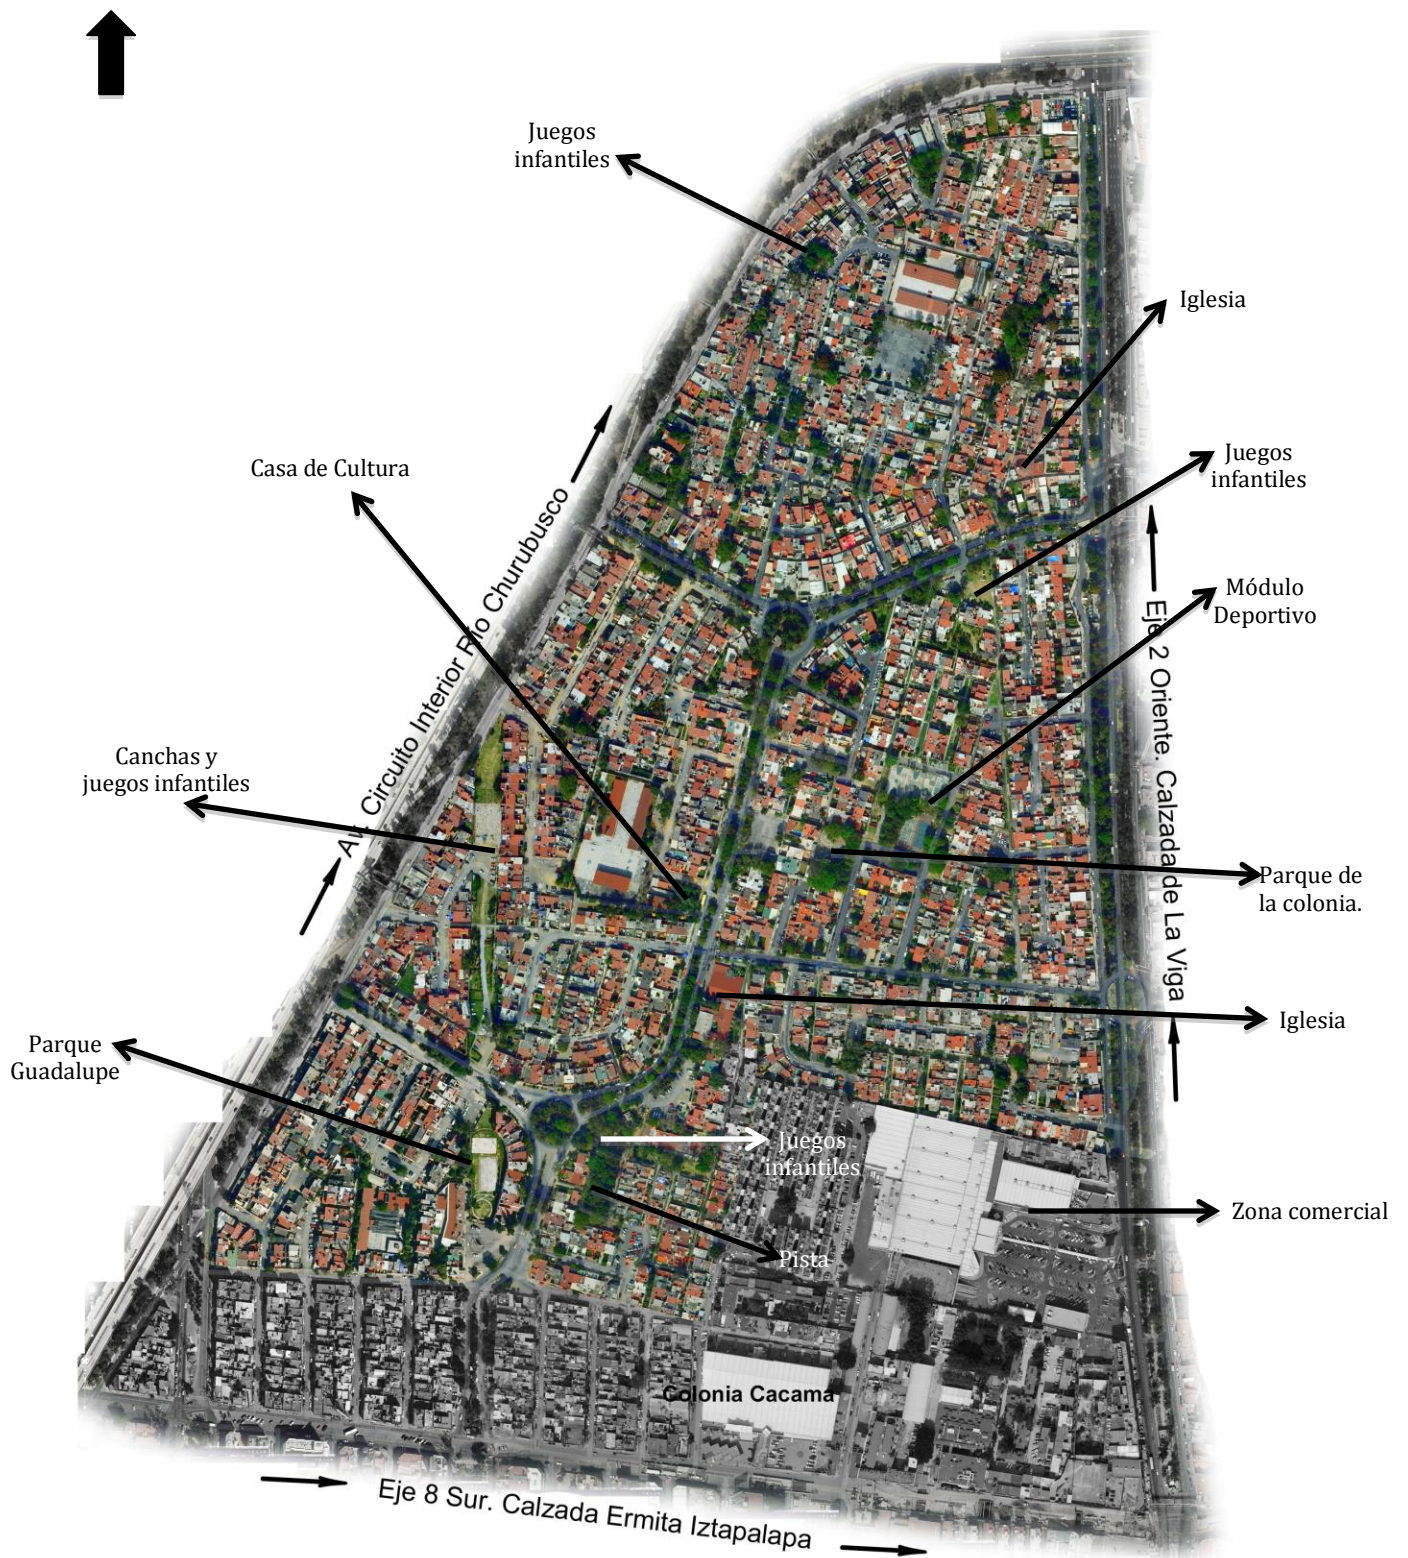 Juegos
infantiles
Iglesia
Casa de Cultura
Juegos
infantiles
Av. Circuito Interior Río Churubusco
Módulo
Deportivo
Eje 2 Oriente. Calzada de La Viga
Canchas y
juegos infantiles
Parque de
la colonia.
Iglesia
Parque
Guadalupe
Juegos
infantiles
Zona comercial
Pista
Colonia Cacama
Eje 8 Sur. Calzada Ermita Iztapalapa